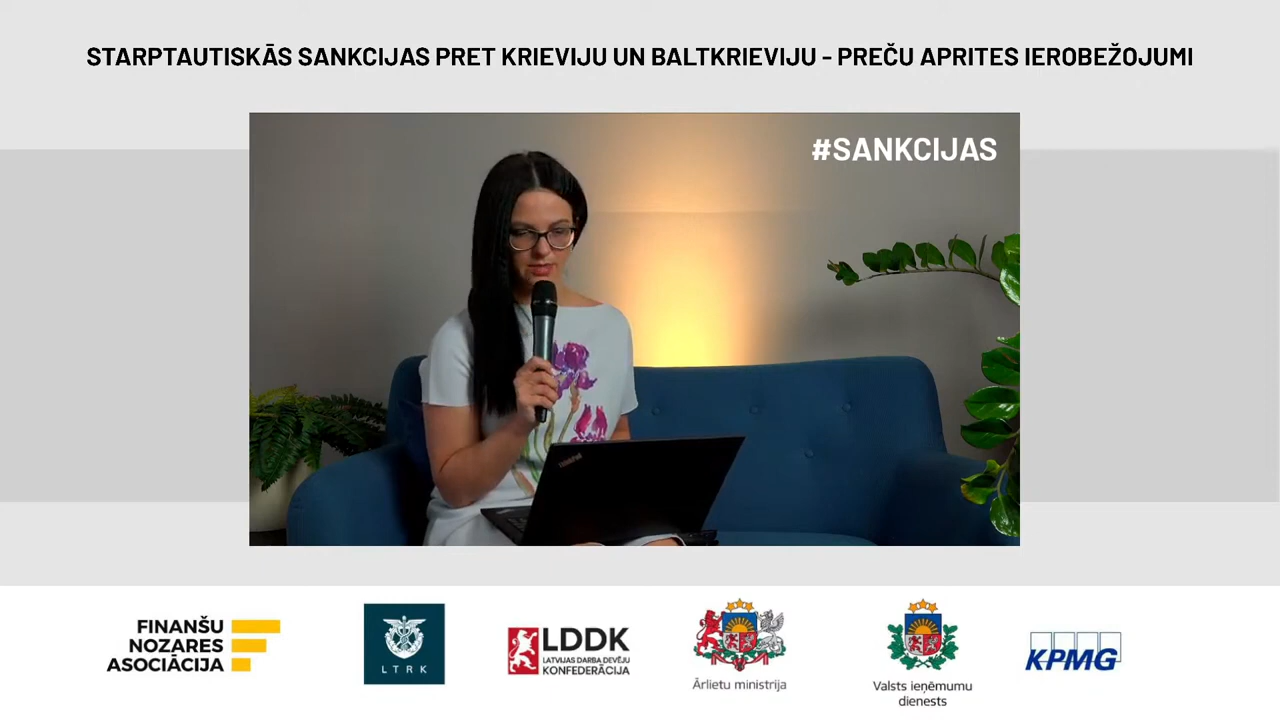 STARPTAUTISKĀS SANKCIJAS PRET KRIEVIJU UN BALTKRIEVIJU - PREČU APRITES IEROBEŽOJUMI
#SANKCIJAS
ThinkPad
FINANŠU
NOZARES
ASOCIĀCIJA
LTRK
LDDK
LATVIJAS DARBA DEVĒJU
KONFEDERĀCIJA
Ārlietu ministrija
Valsts ieņēmumu
dienests
KPMG